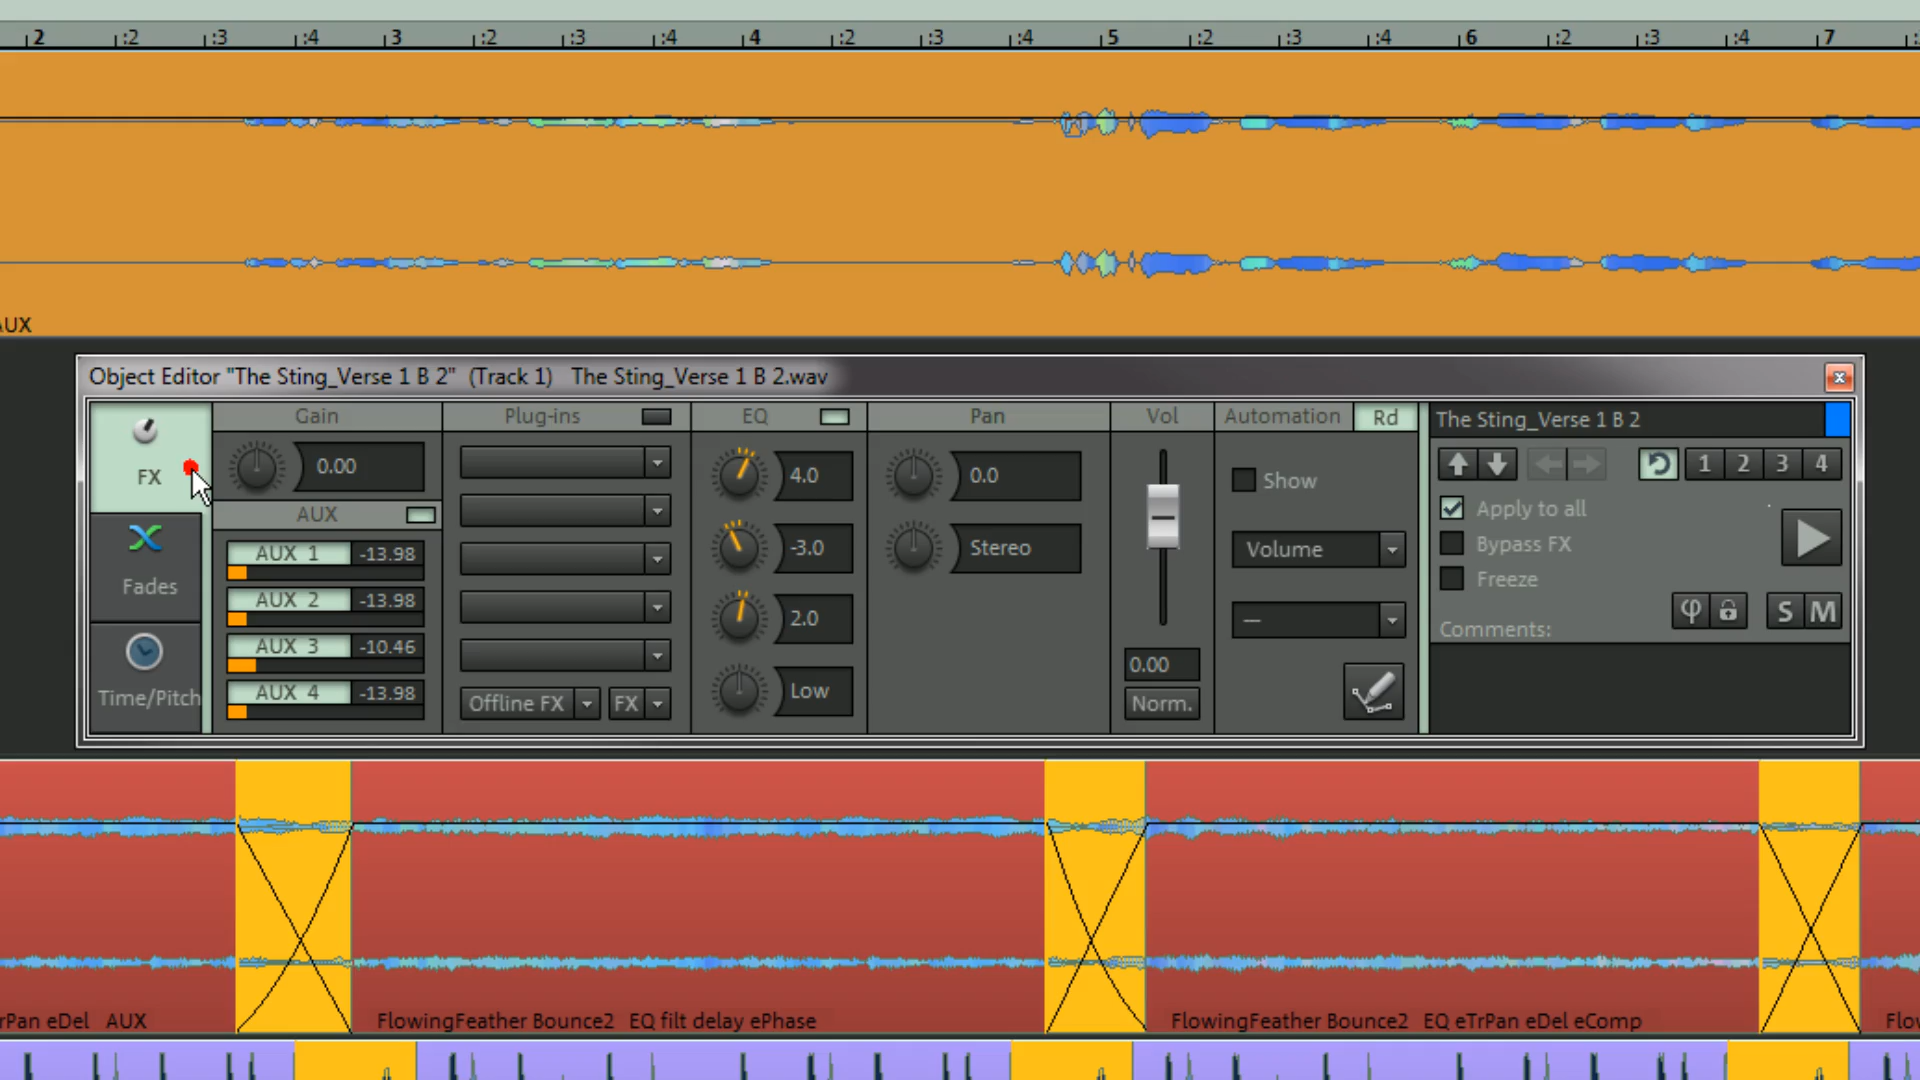 2 :2 :3 :4 3 :2 :3 :4 4 :2 :3 :4 5 :2 :3 :4 6 :2 :3 :4 7
AUX
Object Editor "The Sting_Verse 1 B 2" (Track 1) The Sting_Verse 1 B 2.wav
FX
Fades
Time/Pitch
Gain
0.00
AUX
AUX 1 -13.98
AUX 2 -13.98
AUX 3 -10.46
AUX 4 -13.98
Plug-ins
Offline FX FX
EQ
4.0
-3.0
2.0
Low
Pan
0.0
Stereo
Vol
0.00
Norm.
Automation Rd
Show
Volume
—
The Sting_Verse 1 B 2
1 2 3 4
Apply to all
Bypass FX
Freeze
φ S M
Comments:
rPan eDel AUX
FlowingFeather Bounce2 EQ filt delay ePhase
FlowingFeather Bounce2 EQ eTrPan eDel eComp
Flow